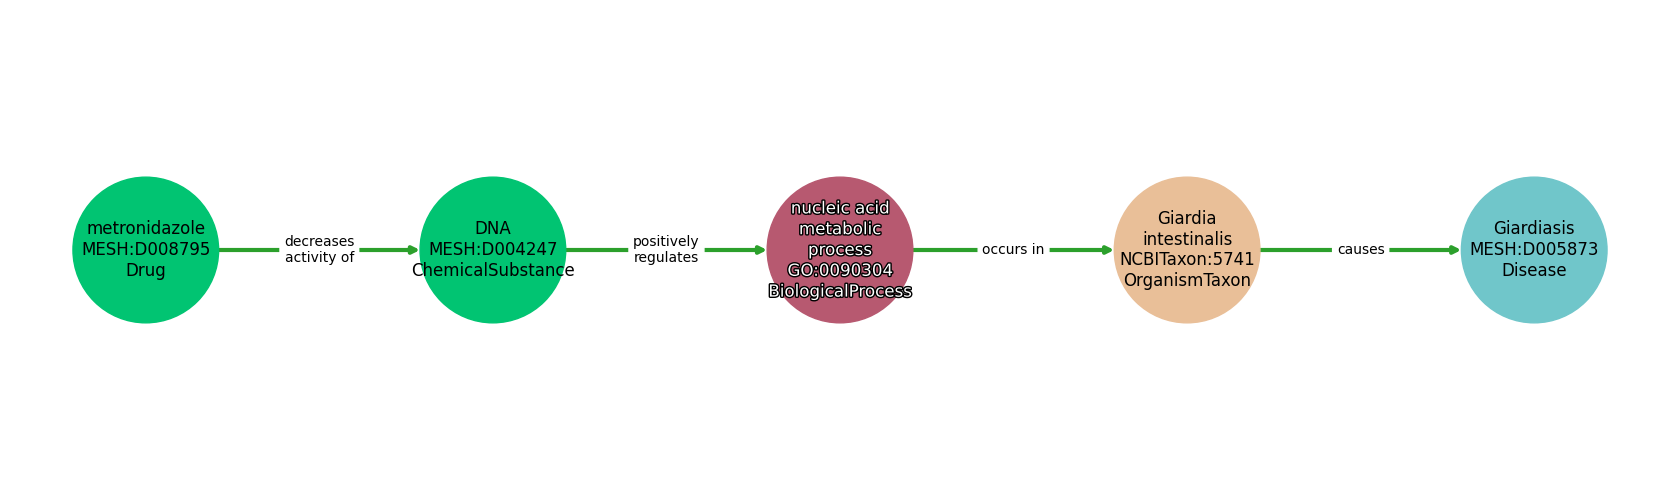 metronidazole
MESH:D008795
Drug
decreases
activity of
DNA
MESH:D004247
ChemicalSubstance
positively
regulates
nucleic acid
metabolic
process
GO:0090304
BiologicalProcess
occurs in
Giardia
intestinalis
NCBITaxon:5741
OrganismTaxon
causes
Giardiasis
MESH:D005873
Disease